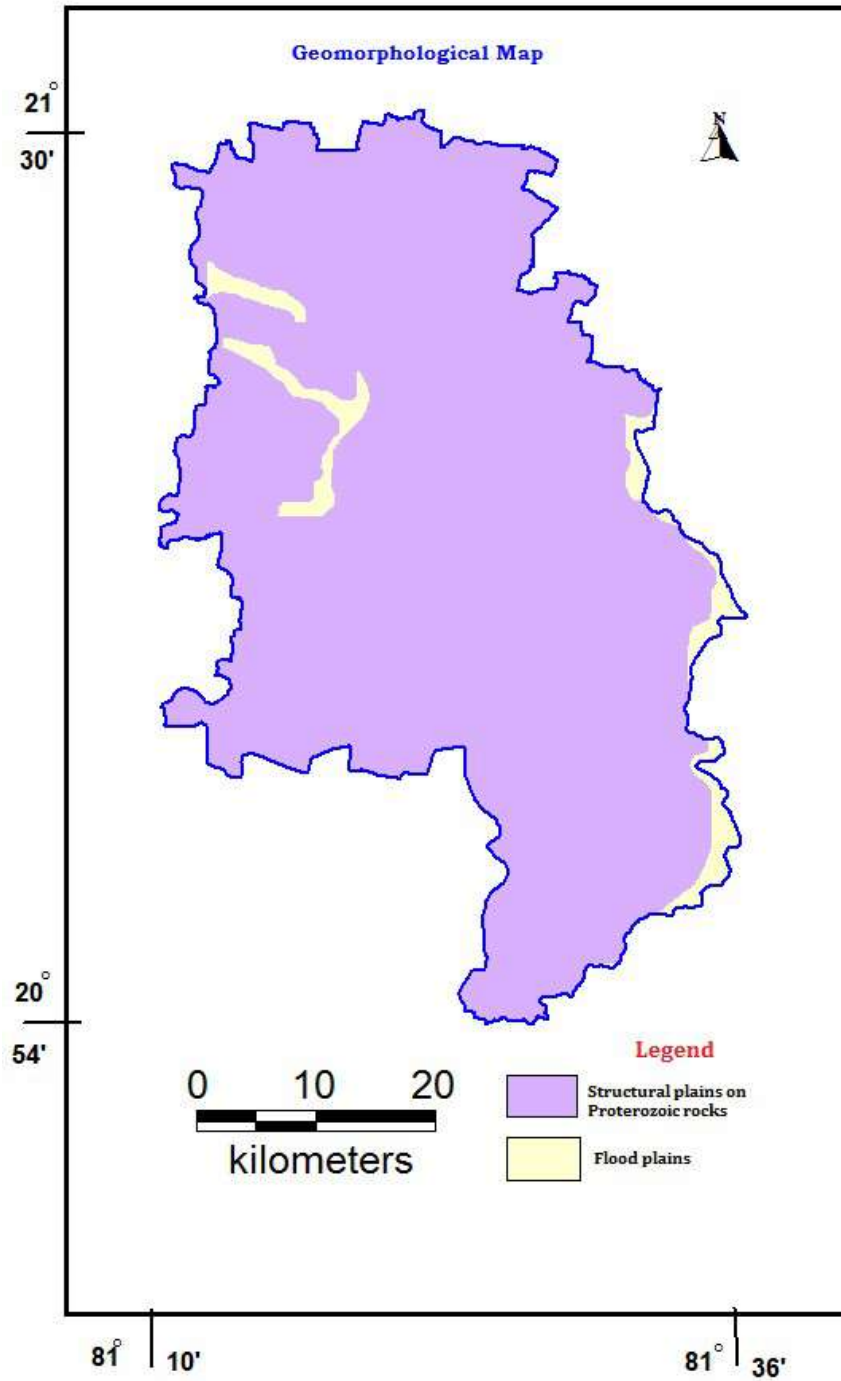 Geomorphological Map
21°
30'
N
20°
54'
Legend
0 10 20
kilometers
Structural plains on
Proterozoic rocks
Flood plains
81° 10'
81° 36'